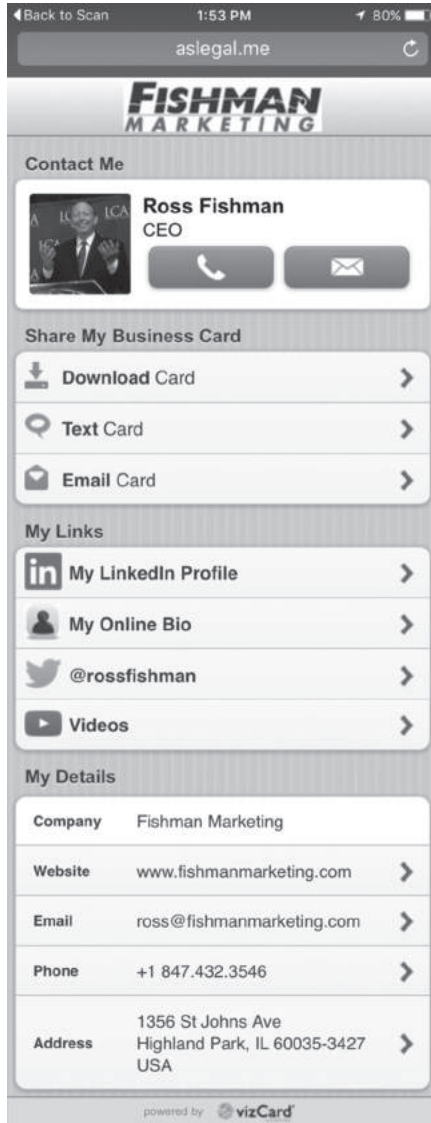 Back to Scan 1:53 PM 80%
aslegal.me
FISHMAN
MARKETING
Contact Me
LCA
Ross Fishman
CEO
Share My Business Card
Download Card
Text Card
Email Card
My Links
in My LinkedIn Profile
My Online Bio
@rossfishman
Videos
My Details
Company Fishman Marketing
Website www.fishmanmarketing.com
Email ross@fishmanmarketing.com
Phone +1 847.432.3546
Address 1356 St Johns Ave
Highland Park, IL 60035-3427
USA
powered by vizCard